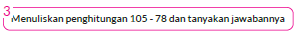 3
Menuliskan penghitungan 105 - 78 dan tanyakan jawabannya